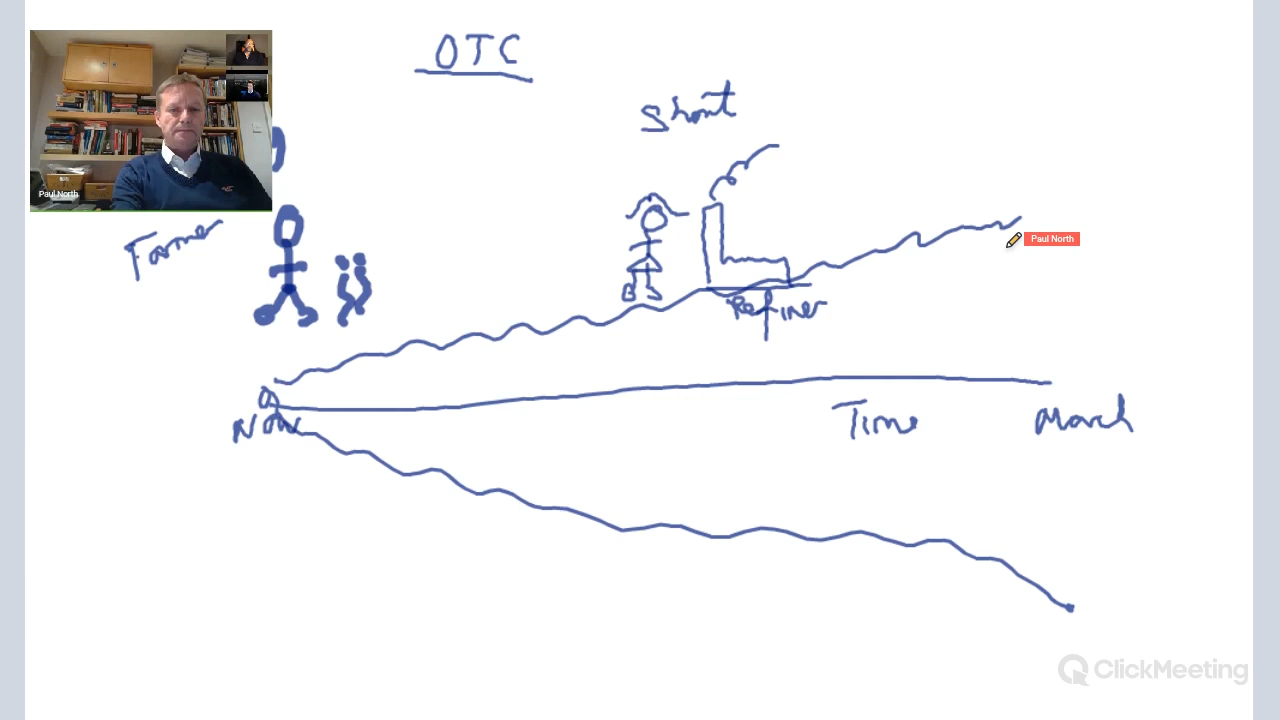 OTC
Short
Paul North
Farmer
Paul North
Refiner
Now
Time
March
ClickMeeting